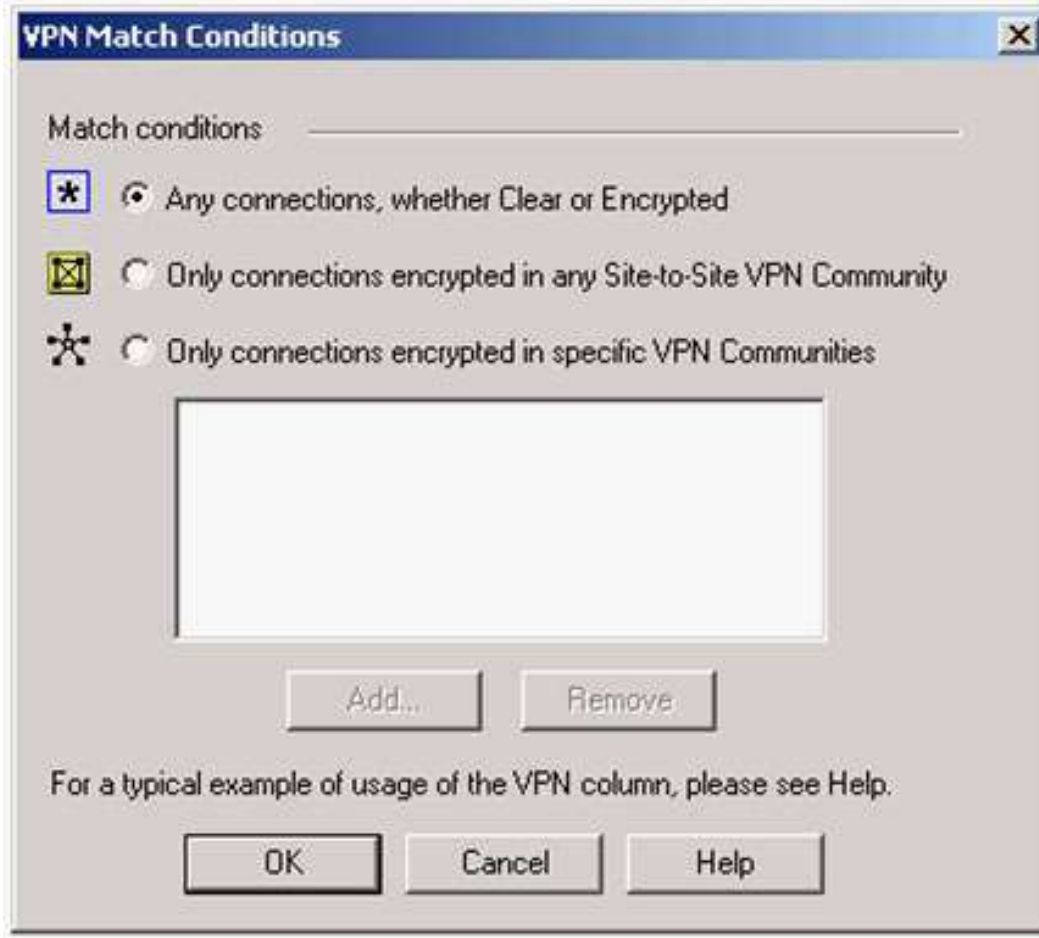 VPN Match Conditions
Match conditions
Any connections, whether Clear or Encrypted
Only connections encrypted in any Site-to-Site VPN Community
Only connections encrypted in specific VPN Communities
Add... Remove
For a typical example of usage of the VPN column, please see Help.
OK Cancel Help